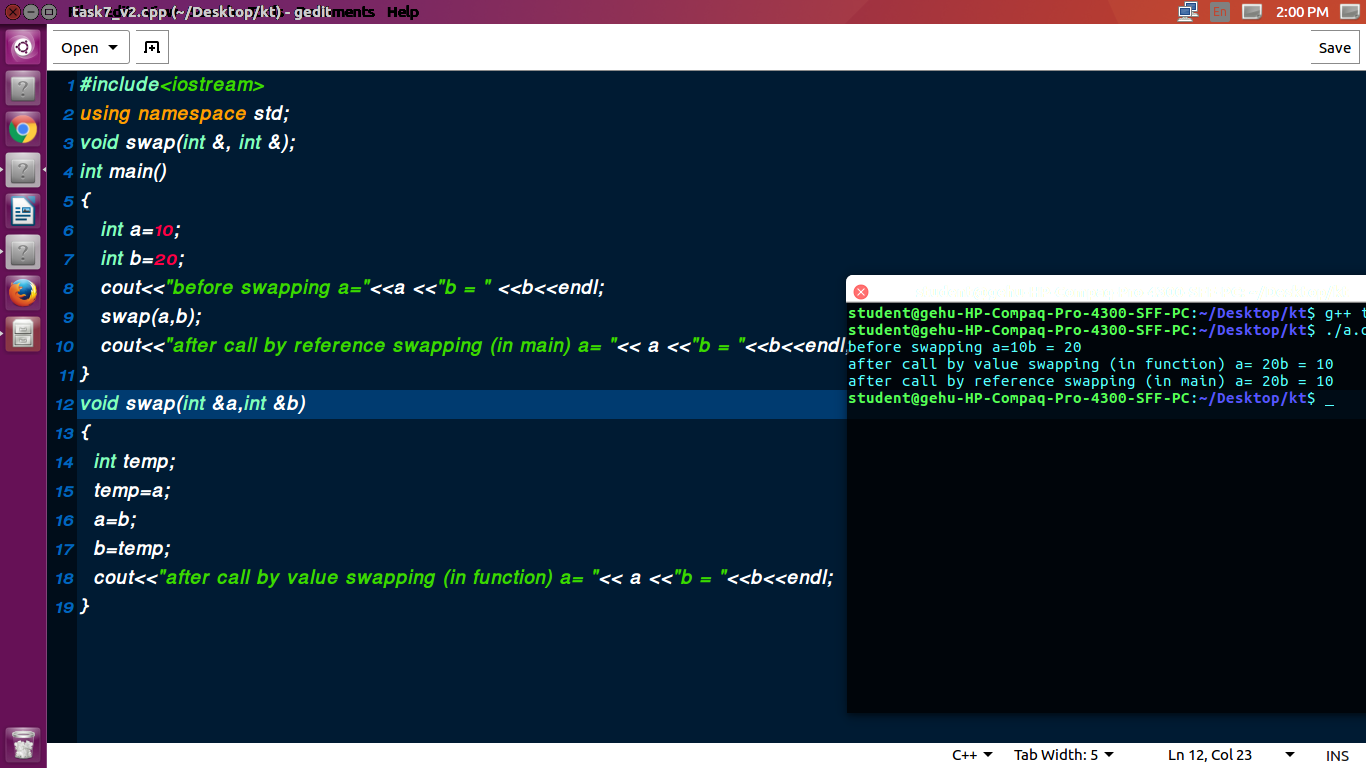 task7_v2.cpp (~/Desktop/kt) - gedit
Help
En
2:00 PM
Open
Save
1 #include<iostream>
2 using namespace std;
3 void swap(int &, int &);
4 int main()
5 {
6 int a=10;
7 int b=20;
8 cout<<"before swapping a="<<a <<"b = " <<b<<endl;
9 swap(a,b);
10 cout<<"after call by reference swapping (in main) a= "<< a <<"b = "<<b<<endl
11 }
12 void swap(int &a,int &b)
13 {
14 int temp;
15 temp=a;
16 a=b;
17 b=temp;
18 cout<<"after call by value swapping (in function) a= "<< a <<"b = "<<b<<endl;
19 }
student@gehu-HP-Compaq-Pro-4300-SFF-PC:~/Desktop/kt$ g++ t
student@gehu-HP-Compaq-Pro-4300-SFF-PC:~/Desktop/kt$ ./a.o
before swapping a=10b = 20
after call by value swapping (in function) a= 20b = 10
after call by reference swapping (in main) a= 20b = 10
student@gehu-HP-Compaq-Pro-4300-SFF-PC:~/Desktop/kt$ _
C++
Tab Width: 5
Ln 12, Col 23
INS